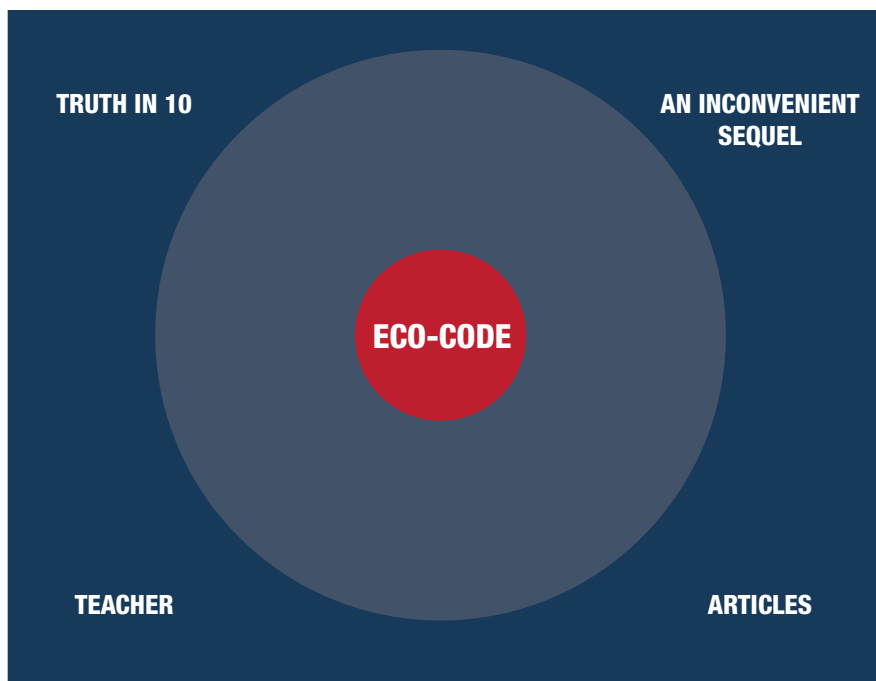 TRUTH IN 10
AN INCONVENIENT
SEQUEL
ECO-CODE
TEACHER
ARTICLES